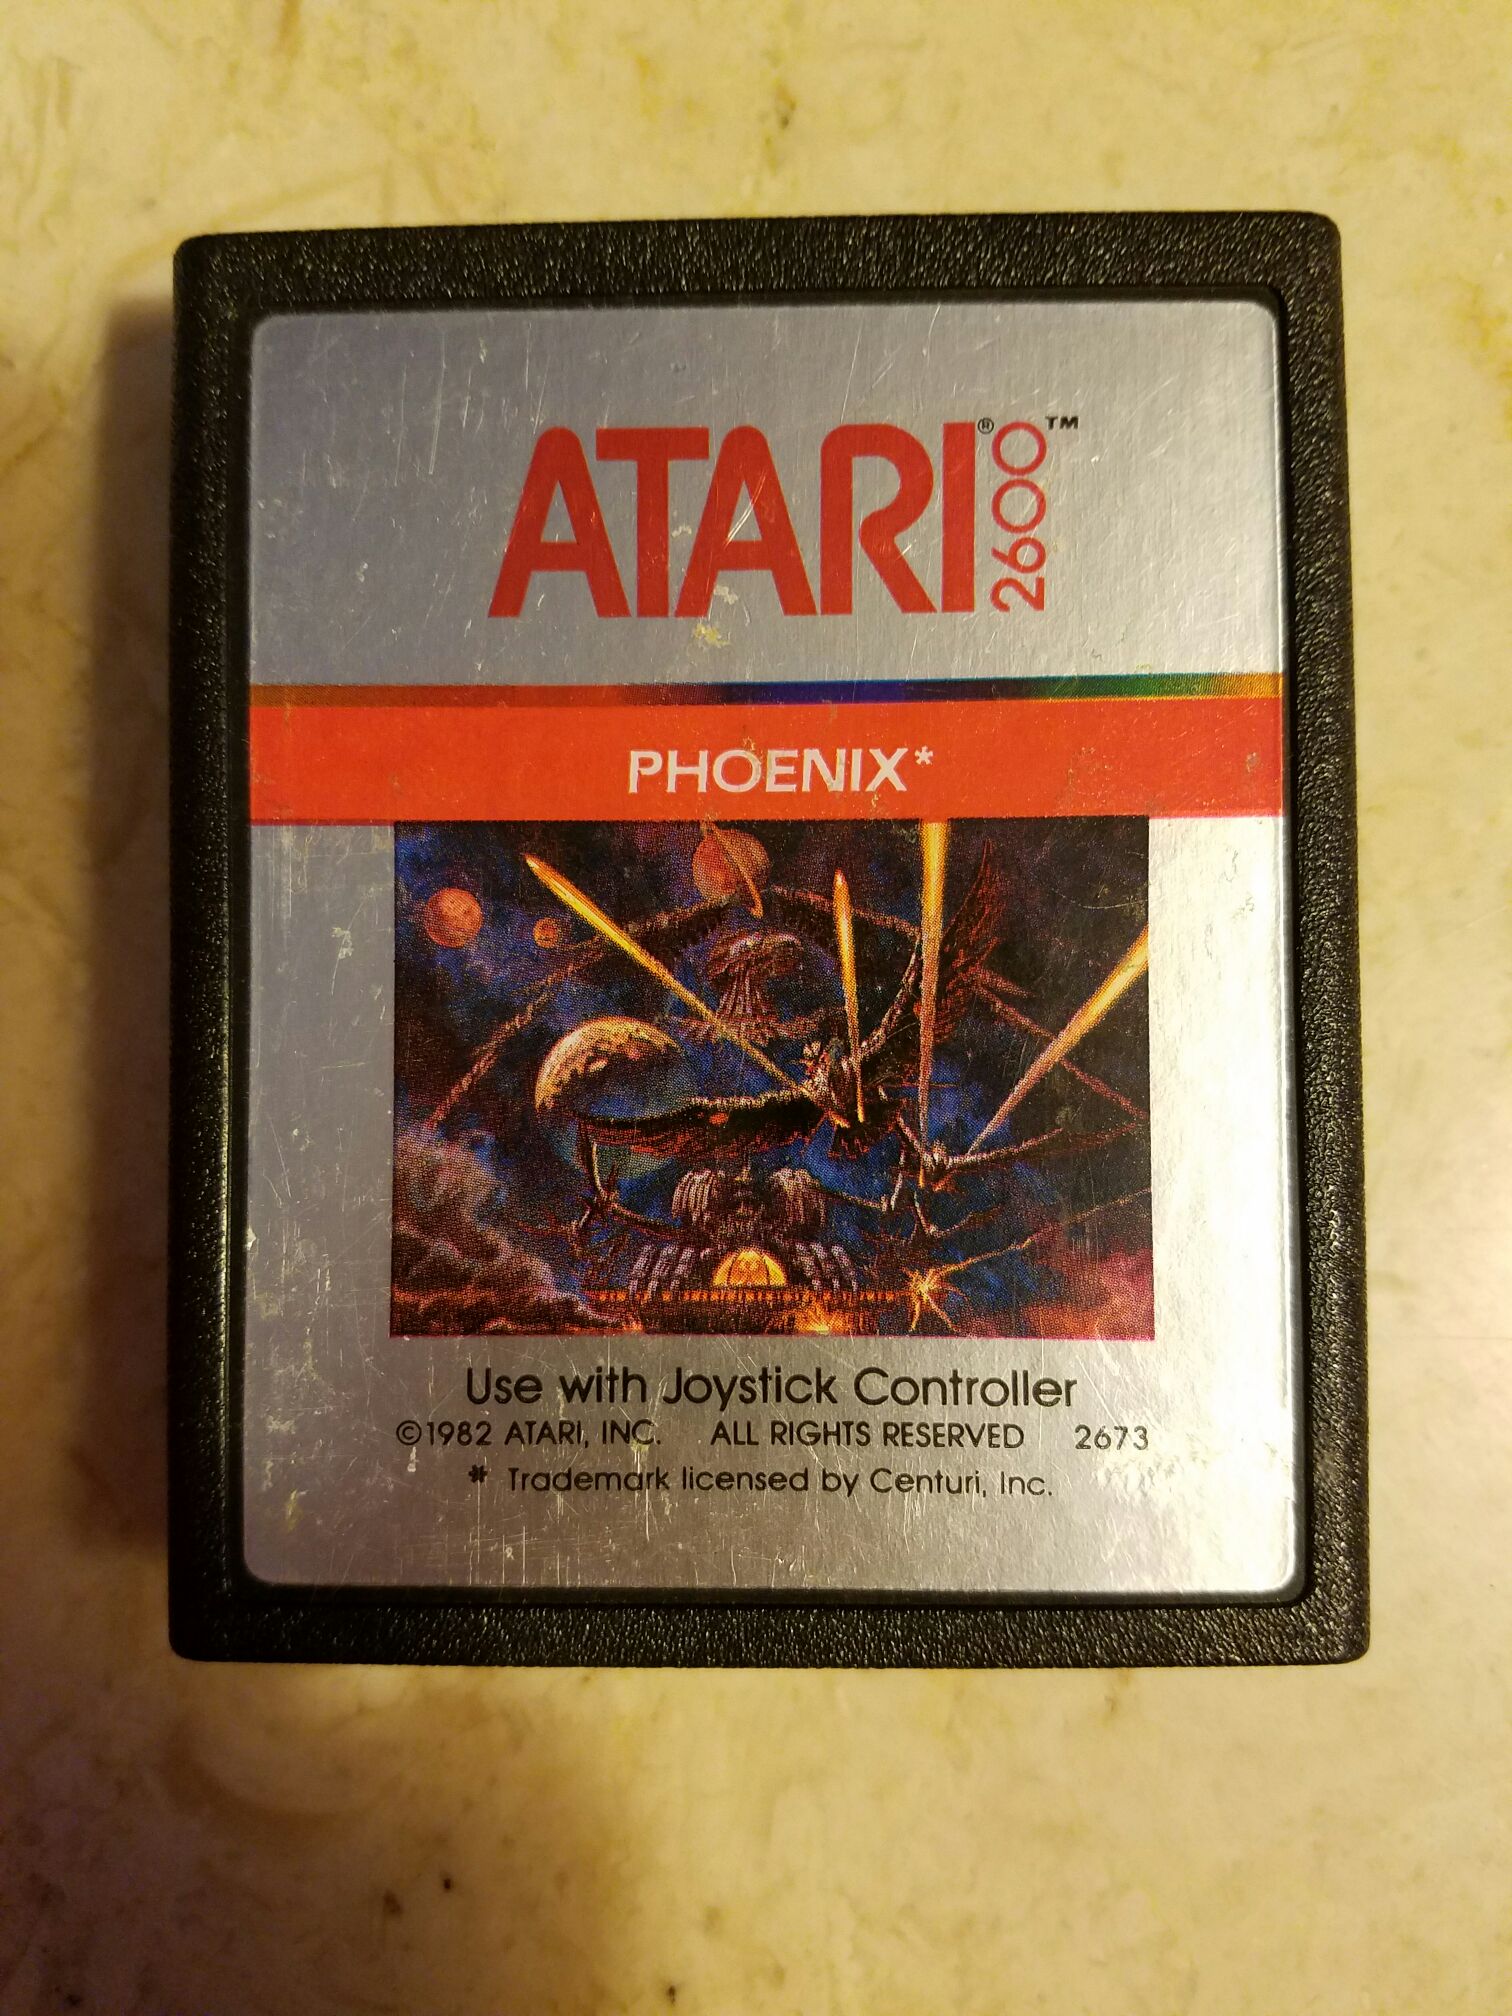 ATARI® 2600™
PHOENIX*
Use with Joystick Controller
©1982 ATARI, INC. ALL RIGHTS RESERVED 2673
* Trademark licensed by Centuri, Inc.